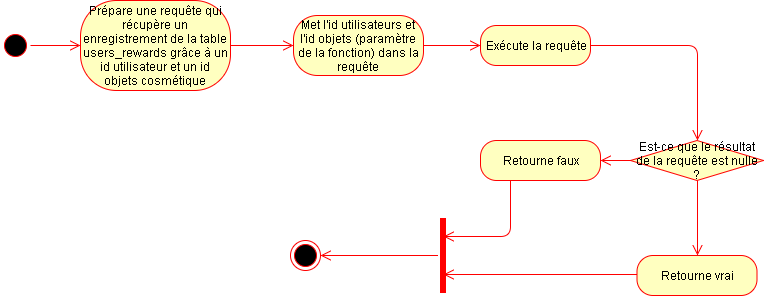 Prépare une requête qui
récupère un
enregistrement de la table
users_rewards grâce à un
id utilisateur et un id
objets cosmétique
Met l'id utilisateurs et
l'id objets (paramètre
de la fonction) dans la
requête
Exécute la requête
Est-ce que le résultat
de la requête est nulle
?
Retourne faux
Retourne vrai